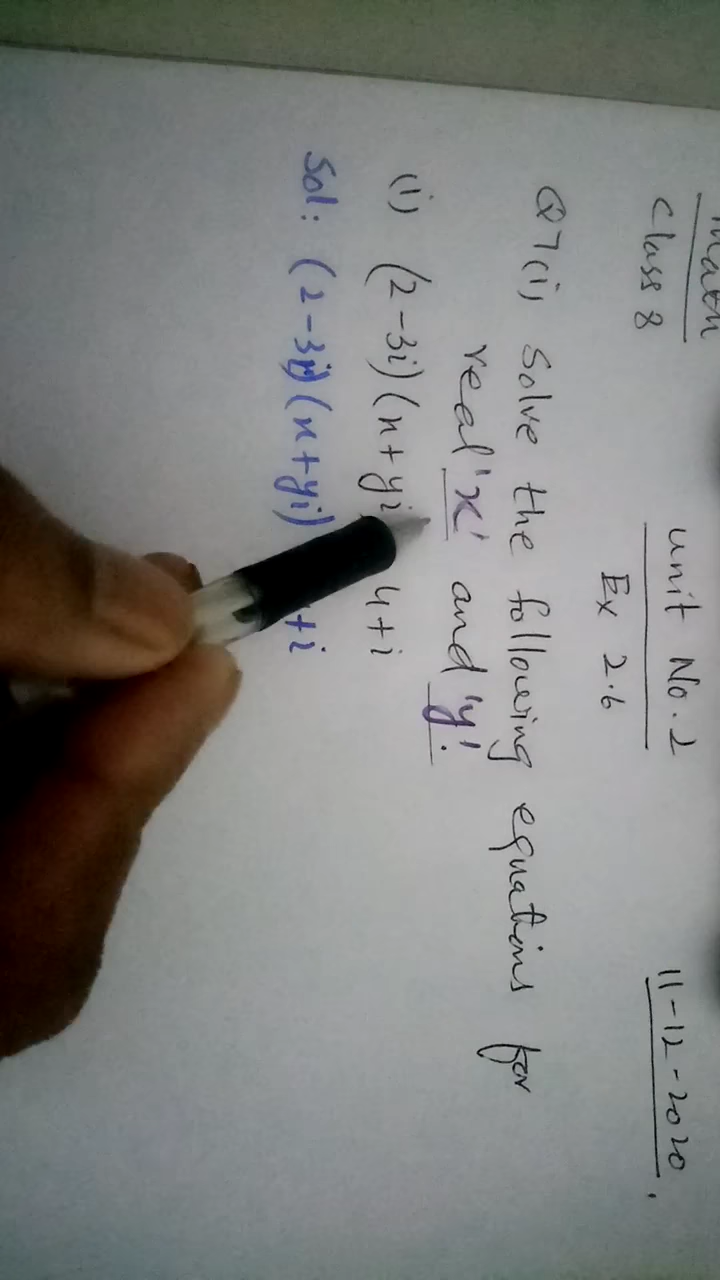 Math
Class 8
Unit No. 2
Ex 2.6
11-12-2020.
Q7(i) Solve the following equations for
real 'x' and 'y'.
(i) (2-3i)(x+yi 4+i
Sol: (2-3i)(x+yi) +i